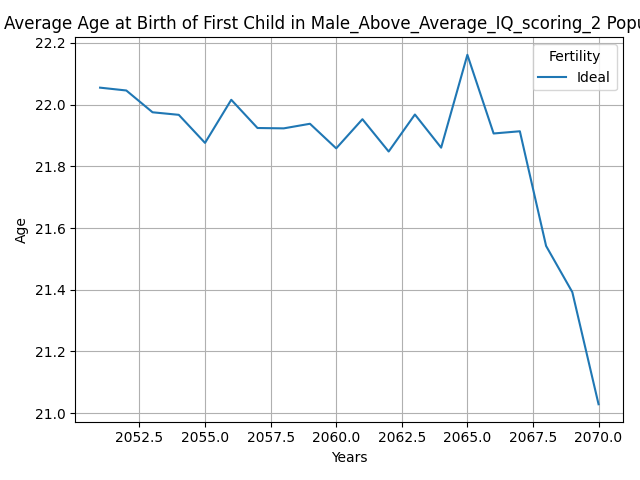 Average Age at Birth of First Child in Male_Above_Average_IQ_scoring_2 Popu
22.2
22.0
21.8
21.6
21.4
21.2
21.0
Age
Fertility
Ideal
2052.5 2055.0 2057.5 2060.0 2062.5 2065.0 2067.5 2070.0
Years